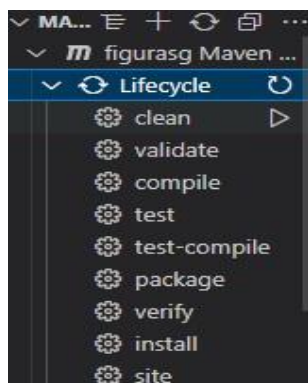 MA... 
m figurasg Maven ...
Lifecycle
clean
validate
compile
test
test-compile
package
verify
install
site